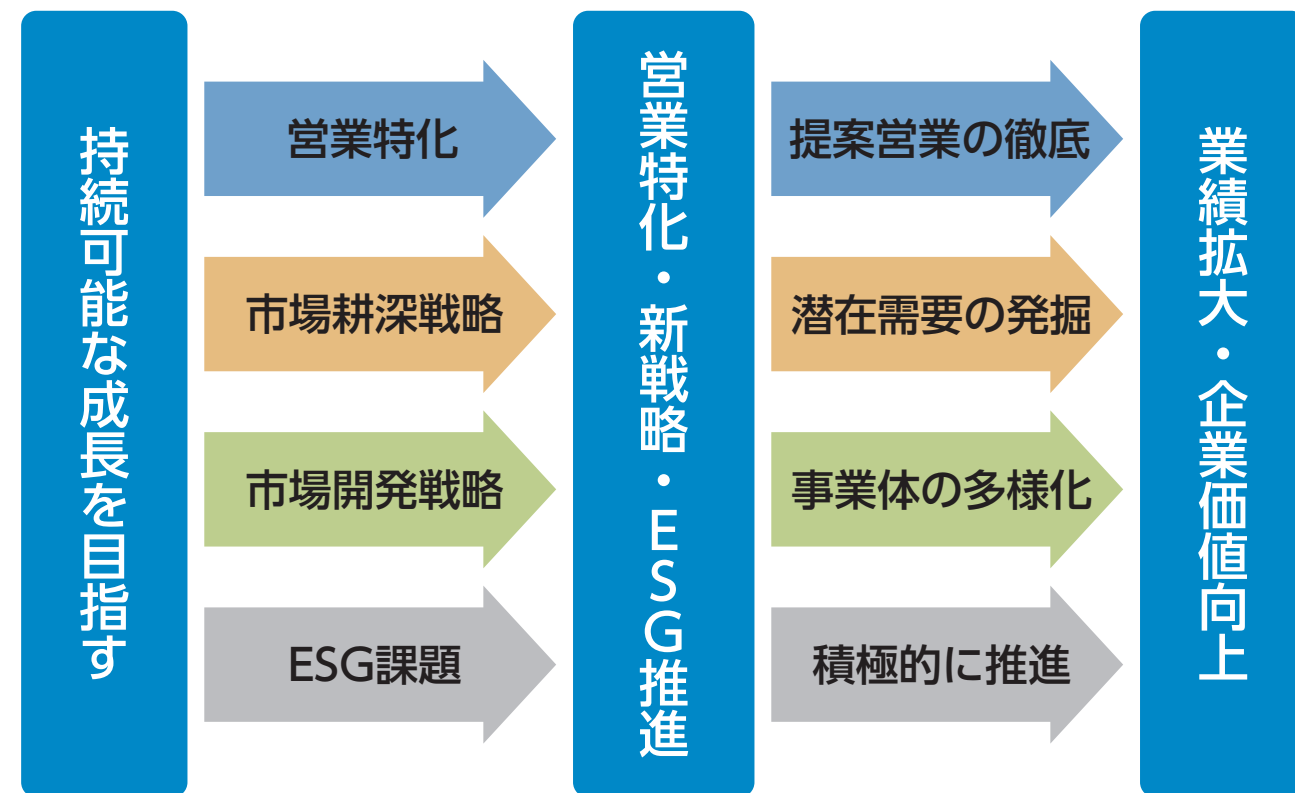 持続可能な成長を目指す
営業特化
市場耕深戦略
市場開発戦略
ESG課題
営業特化・新戦略・ESG推進
提案営業の徹底
潜在需要の発掘
事業体の多様化
積極的に推進
業績拡大・企業価値向上